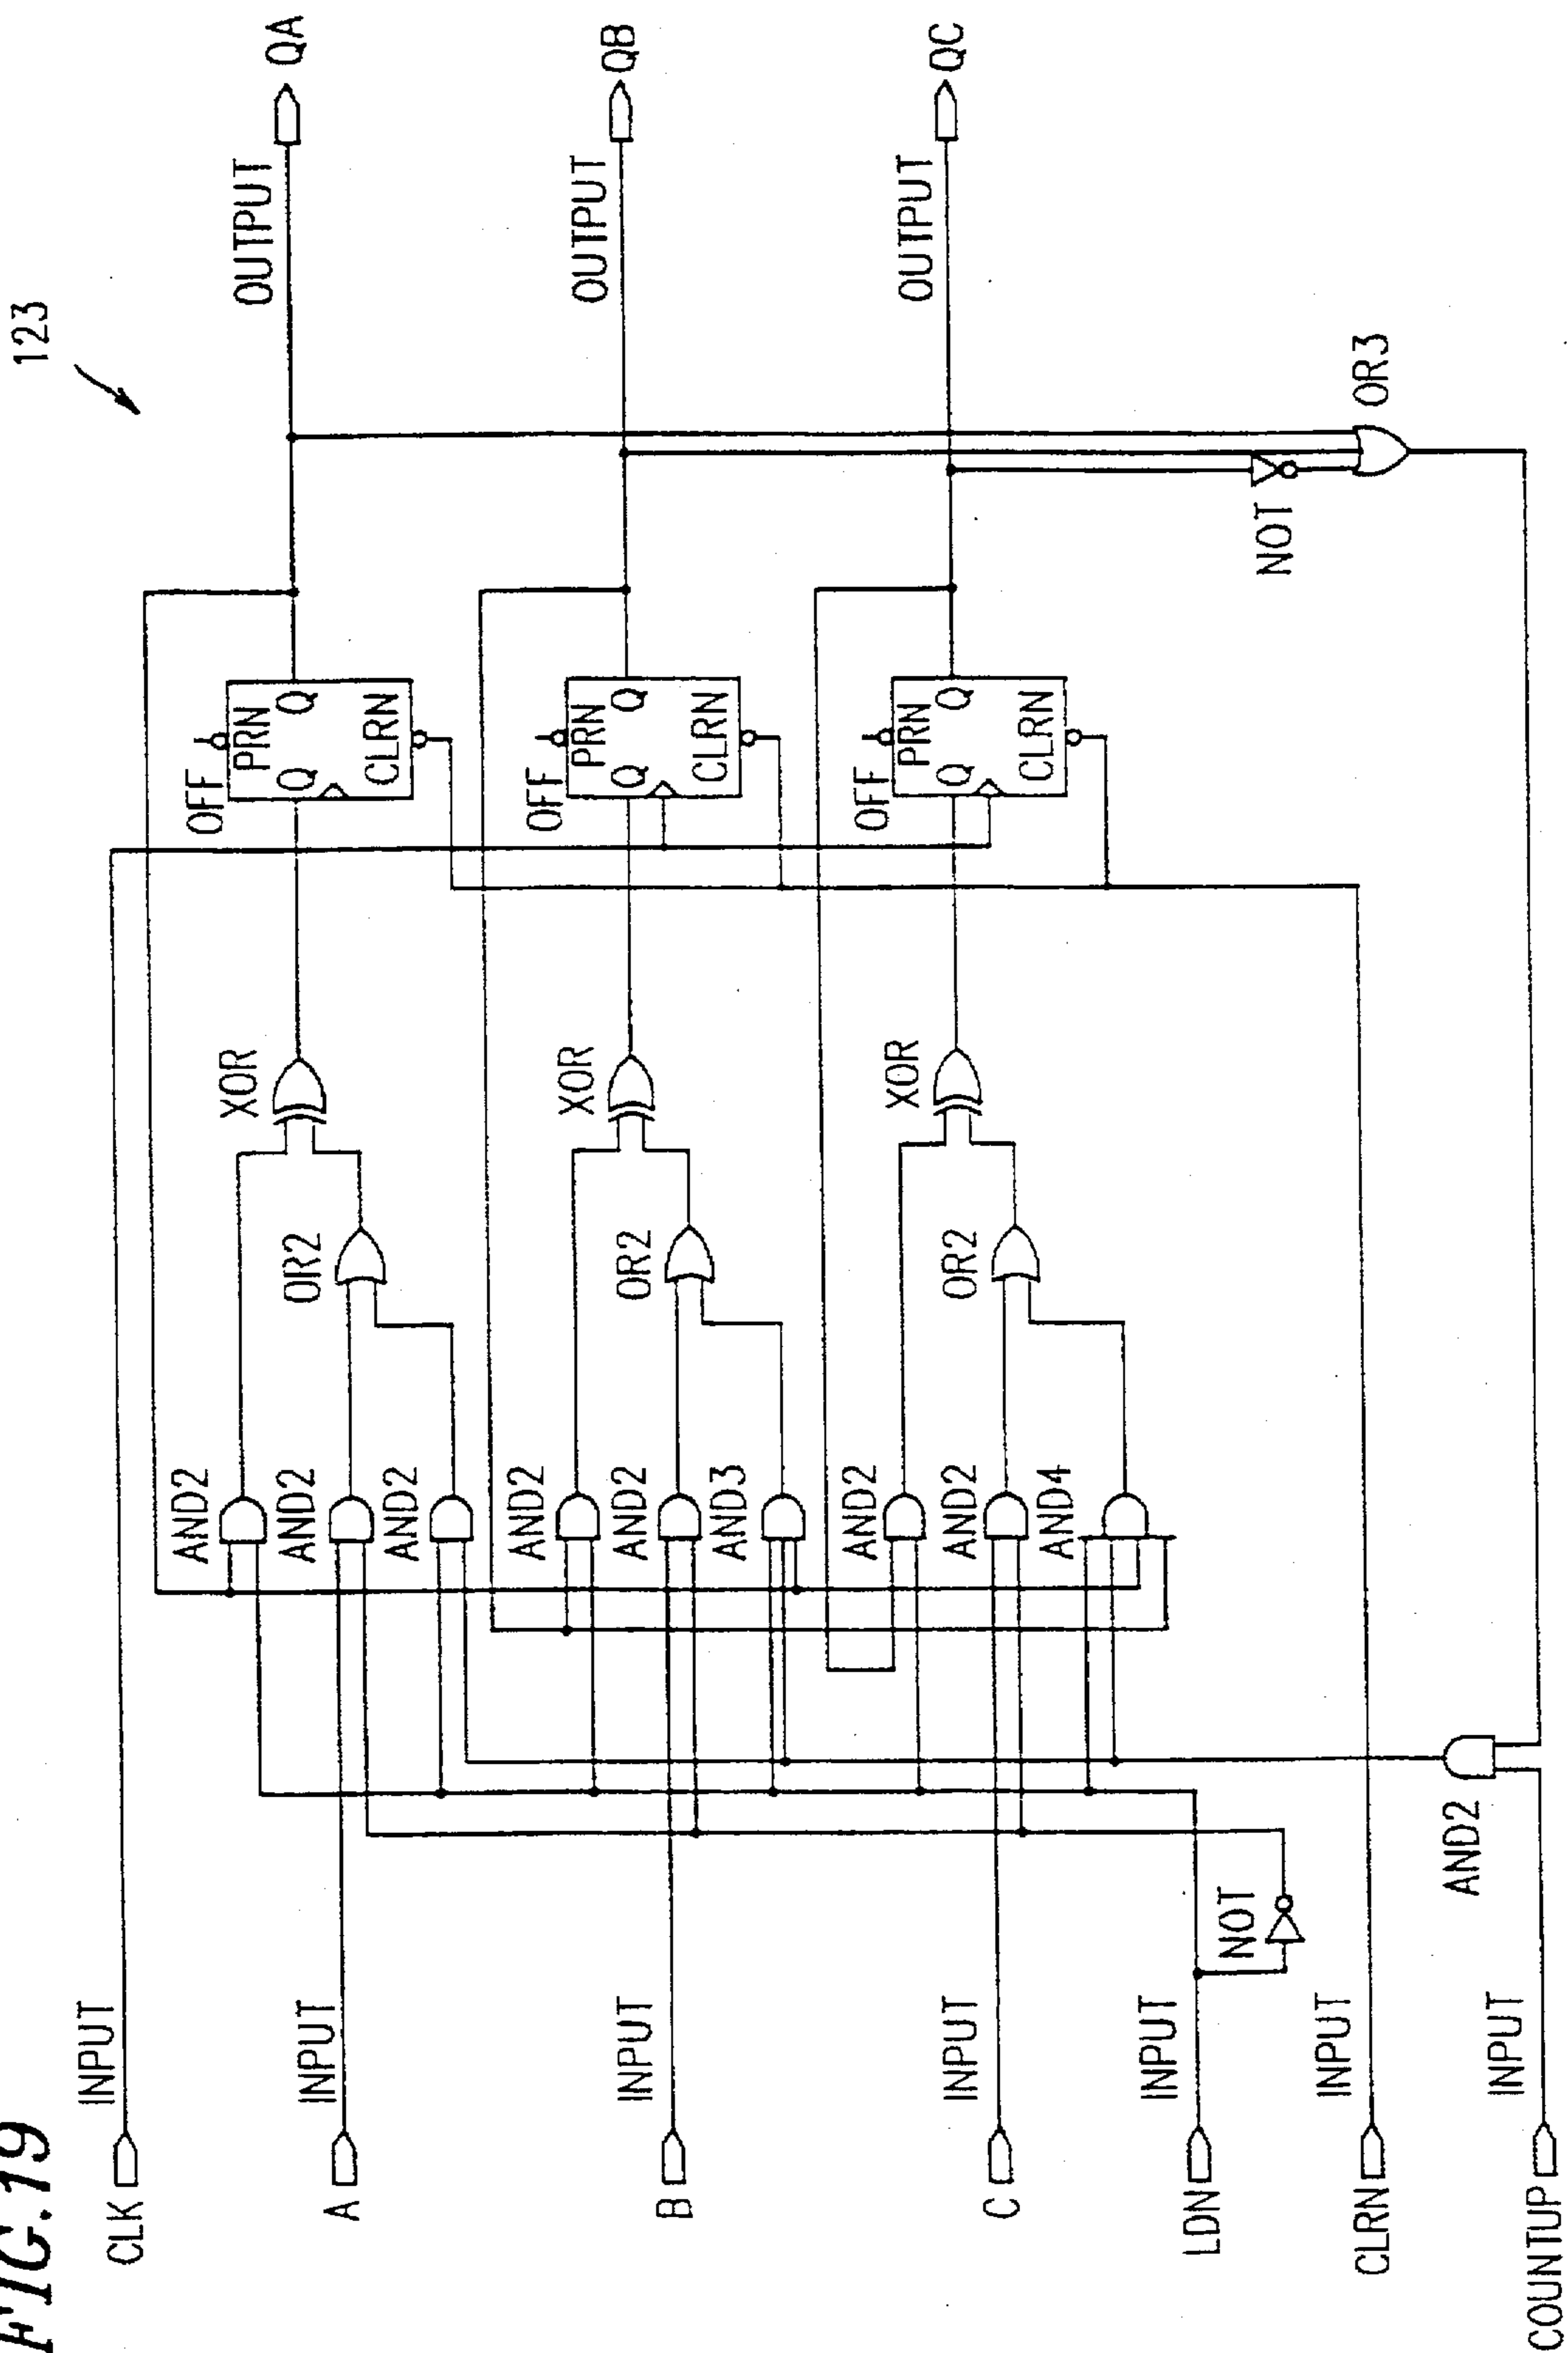 FIG.19
123
CLK
INPUT
A
INPUT
B
INPUT
C
INPUT
LDN
INPUT
NOT
CLRN
INPUT
COUNTUP
INPUT
AND2
AND2
AND2
AND2
AND2
AND2
AND3
AND2
AND2
AND4
OR2
XOR
OR2
XOR
OR2
XOR
OFF
PRN
Q
Q
CLRN
OFF
PRN
Q
Q
CLRN
OFF
PRN
Q
Q
CLRN
NOT
OR3
OUTPUT
QA
OUTPUT
QB
OUTPUT
QC